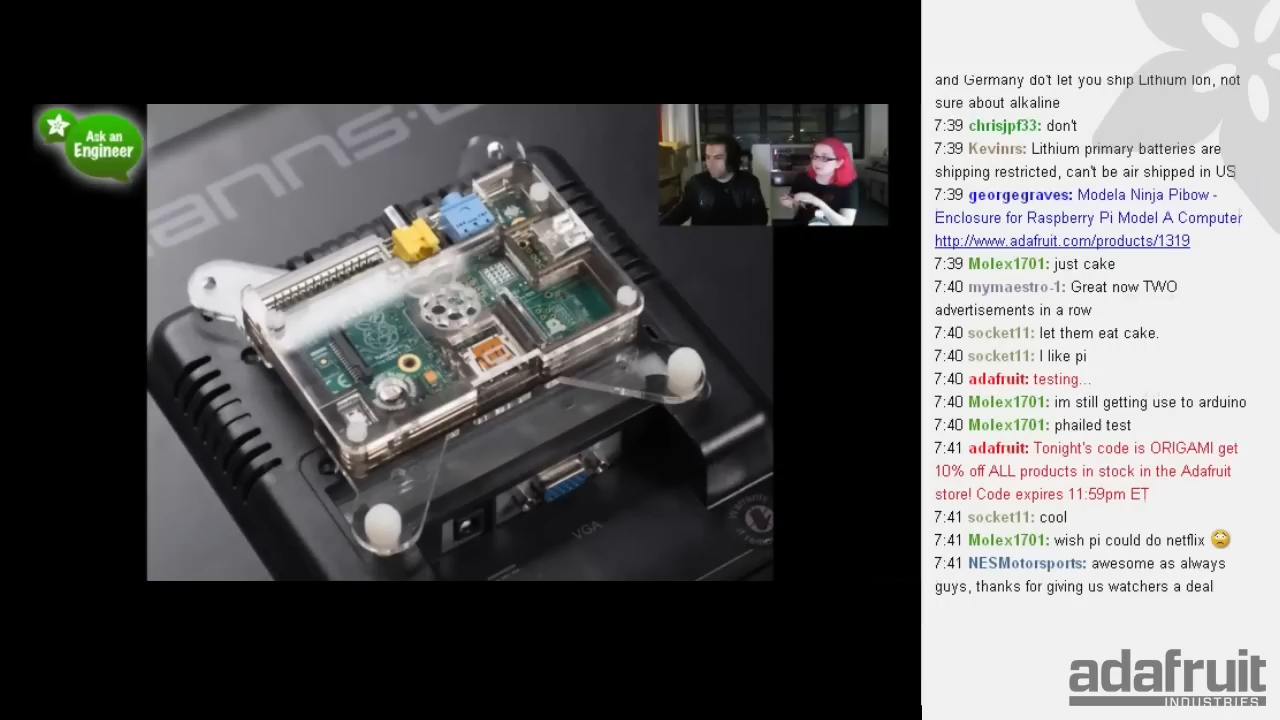 Ask an
Engineer
VGA
and Germany do't let you ship Lithium Ion, not
sure about alkaline
7:39 chrisjpf33: don't
7:39 Kevinrs: Lithium primary batteries are
shipping restricted, can't be air shipped in US
7:39 georgegraves: Modela Ninja Pibow -
Enclosure for Raspberry Pi Model A Computer
http://www.adafruit.com/products/1319
7:39 Molex1701: just cake
7:40 mymaestro-1: Great now TWO
advertisements in a row
7:40 socket11: let them eat cake.
7:40 socket11: I like pi
7:40 adafruit: testing...
7:40 Molex1701: im still getting use to arduino
7:40 Molex1701: phailed test
7:41 adafruit: Tonight's code is ORIGAMI get
10% off ALL products in stock in the Adafruit
store! Code expires 11:59pm ET
7:41 socket11: cool
7:41 Molex1701: wish pi could do netflix
7:41 NESMotorsports: awesome as always
guys, thanks for giving us watchers a deal
adafruit
INDUSTRIES